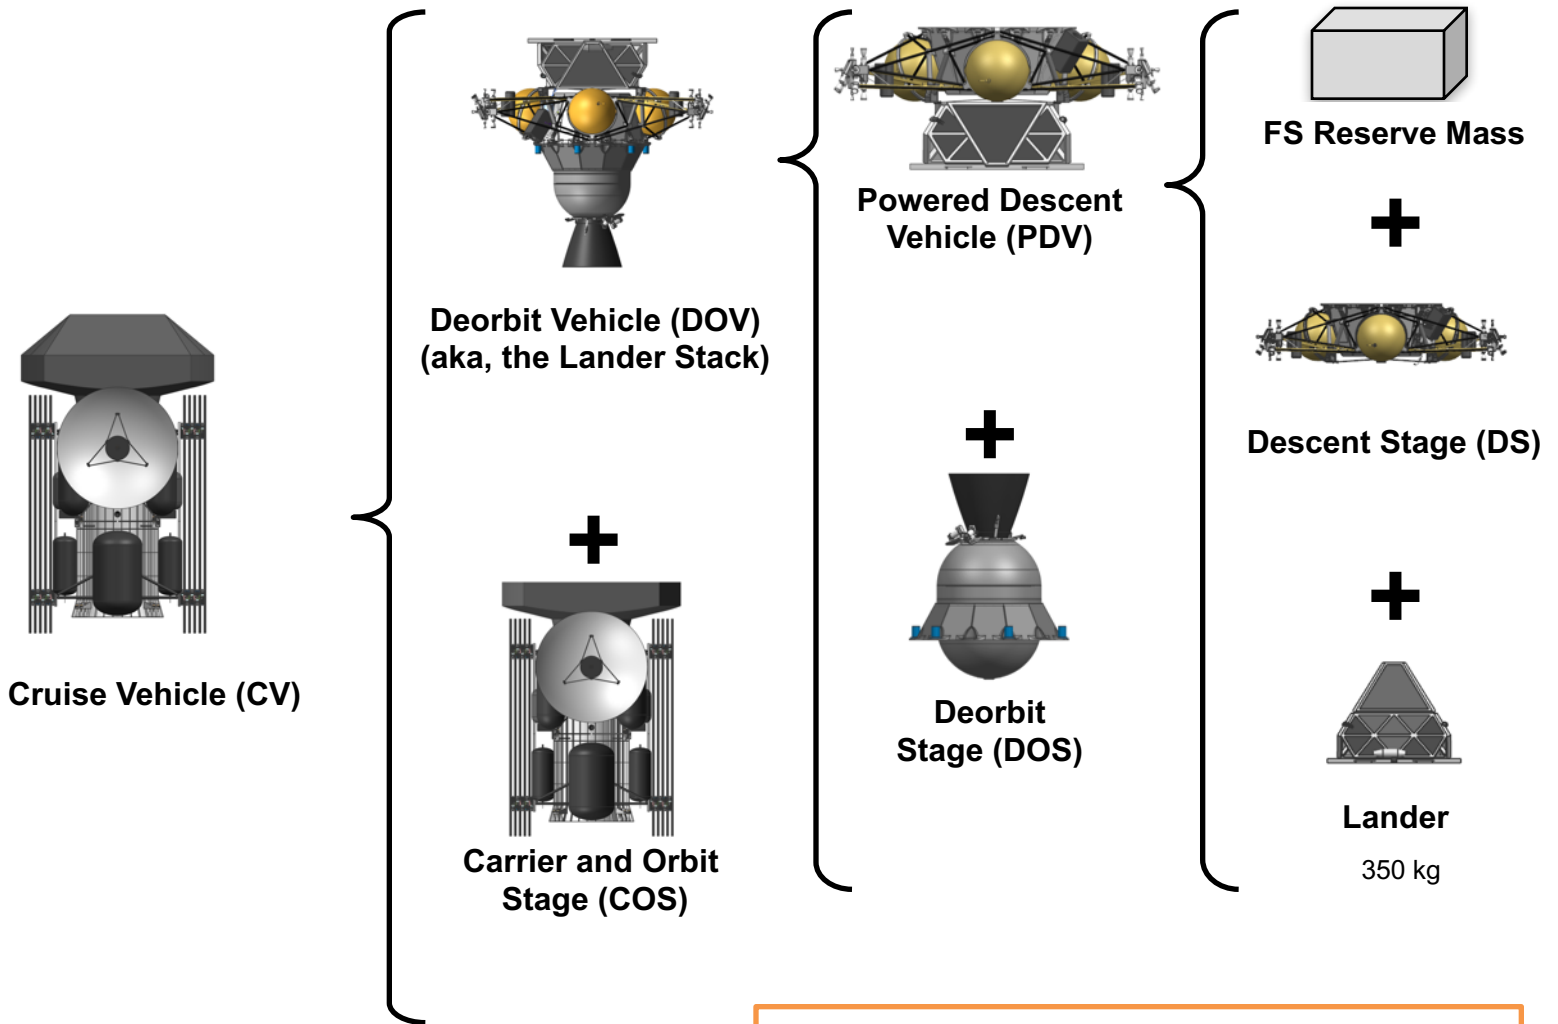 Cruise Vehicle (CV)
Deorbit Vehicle (DOV)
(aka, the Lander Stack)
+
Carrier and Orbit
Stage (COS)
Powered Descent
Vehicle (PDV)
+
Deorbit
Stage (DOS)
FS Reserve Mass
+
Descent Stage (DS)
+
Lander
350 kg